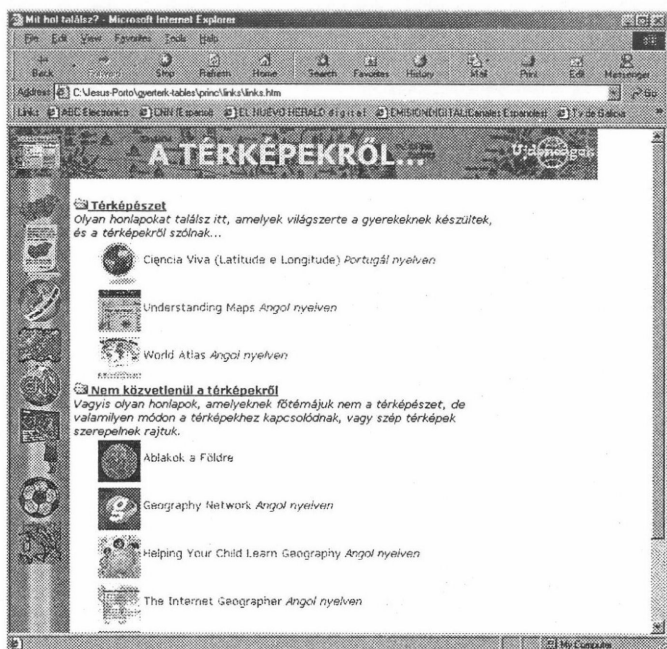 Mit hol találsz? - Microsoft Internet Explorer
File Edit View Favorites Tools Help
Back Forward Stop Refresh Home Search Favorites History Mail Print Edit Messenger
Address C:\Jesus-Porto\gyerterk-tables\princ\links\links.htm Go
Links ABC Electronico CNN (Espanol) EL NUEVO HERALD digital EMISIONDIGITAL(Canales Espanoles) Tv de Galicia
A TÉRKÉPEKRŐL... Újdonságok
Térképészet
Olyan honlapokat találsz itt, amelyek világszerte a gyerekeknek készültek,
és a térképekről szólnak...
Ciencia Viva (Latitude e Longitude) Portugál nyelven
Understanding Maps Angol nyelven
World Atlas Angol nyelven
Nem közvetlenül a térképekről
Vagyis olyan honlapok, amelyeknek főtémájuk nem a térképészet, de
valamilyen módon a térképekhez kapcsolódnak, vagy szép térképek
szerepelnek rajtuk.
Ablakok a Földre
Geography Network Angol nyelven
Helping Your Child Learn Geography Angol nyelven
The Internet Geographer Angol nyelven
My Computer